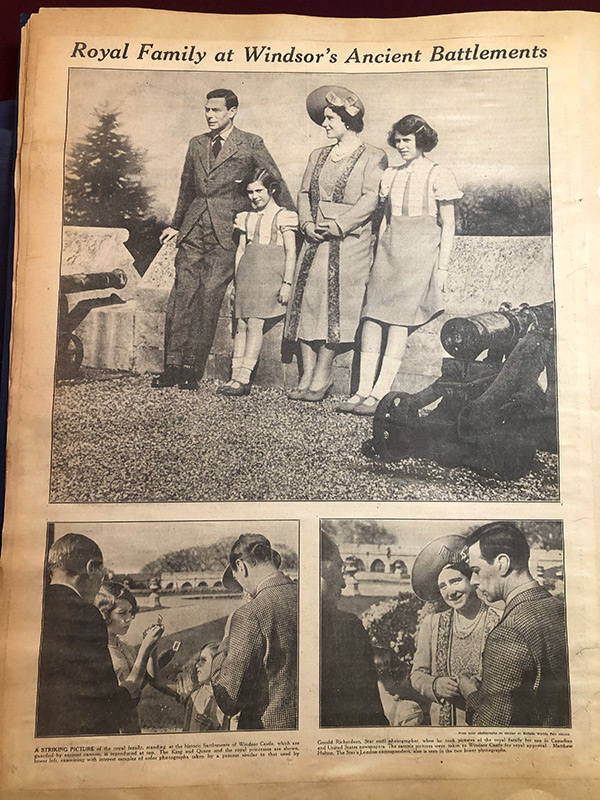 Royal Family at Windsor's Ancient Battlements
A STRIKING PICTURE of the royal family, standing at the historic battlements of Windsor Castle, which are
guarded by ancient cannon, is reproduced at top. The King and Queen and the royal princesses are shown,
lower left, examining with interest samples of color photographs taken by a process similar to that used by
Gerald Richardson, Star staff photographer, when he took pictures of the royal family for use in Canadian
and United States newspapers. The sample pictures were taken to Windsor Castle for royal approval. Matthew
Halton, The Star's London correspondent, also is seen in the two lower photographs.